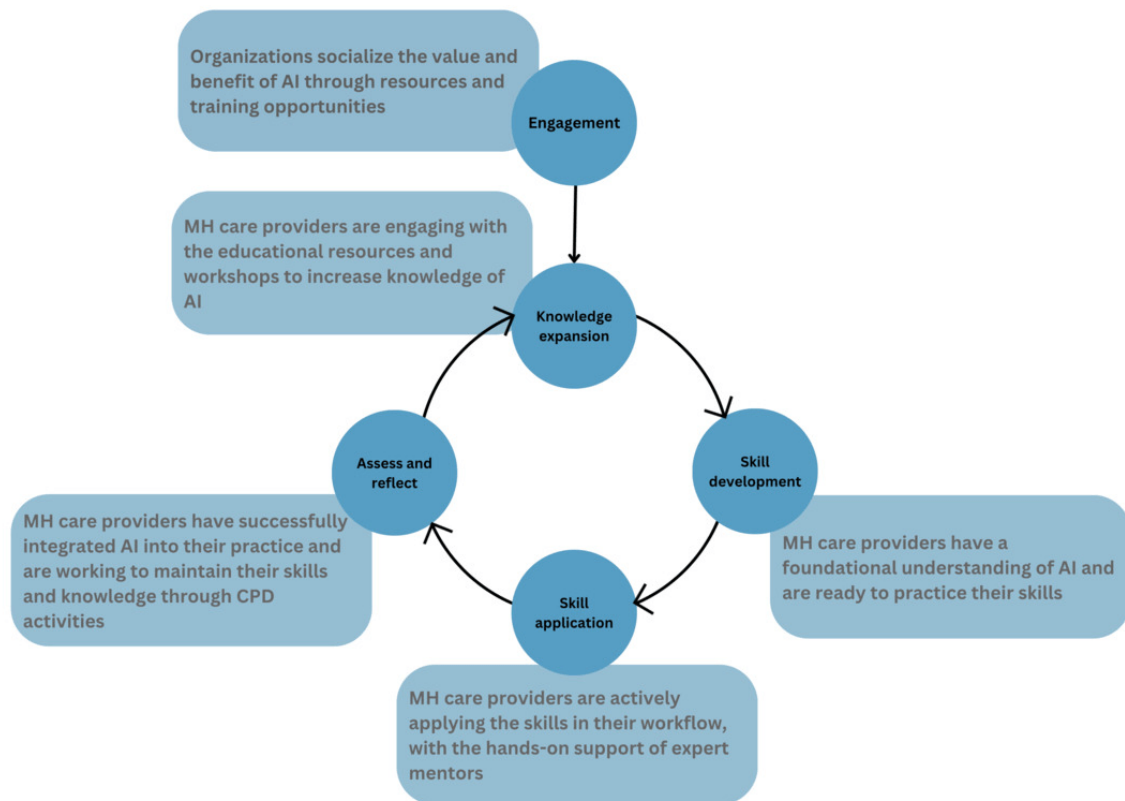 Organizations socialize the value and
benefit of AI through resources and
training opportunities
Engagement
MH care providers are engaging with
the educational resources and
workshops to increase knowledge of
AI
Knowledge
expansion
Assess and
reflect
Skill
development
MH care providers have successfully
integrated AI into their practice and
are working to maintain their skills
and knowledge through CPD
activities
MH care providers have a
foundational understanding of AI and
are ready to practice their skills
Skill
application
MH care providers are actively
applying the skills in their workflow,
with the hands-on support of expert
mentors